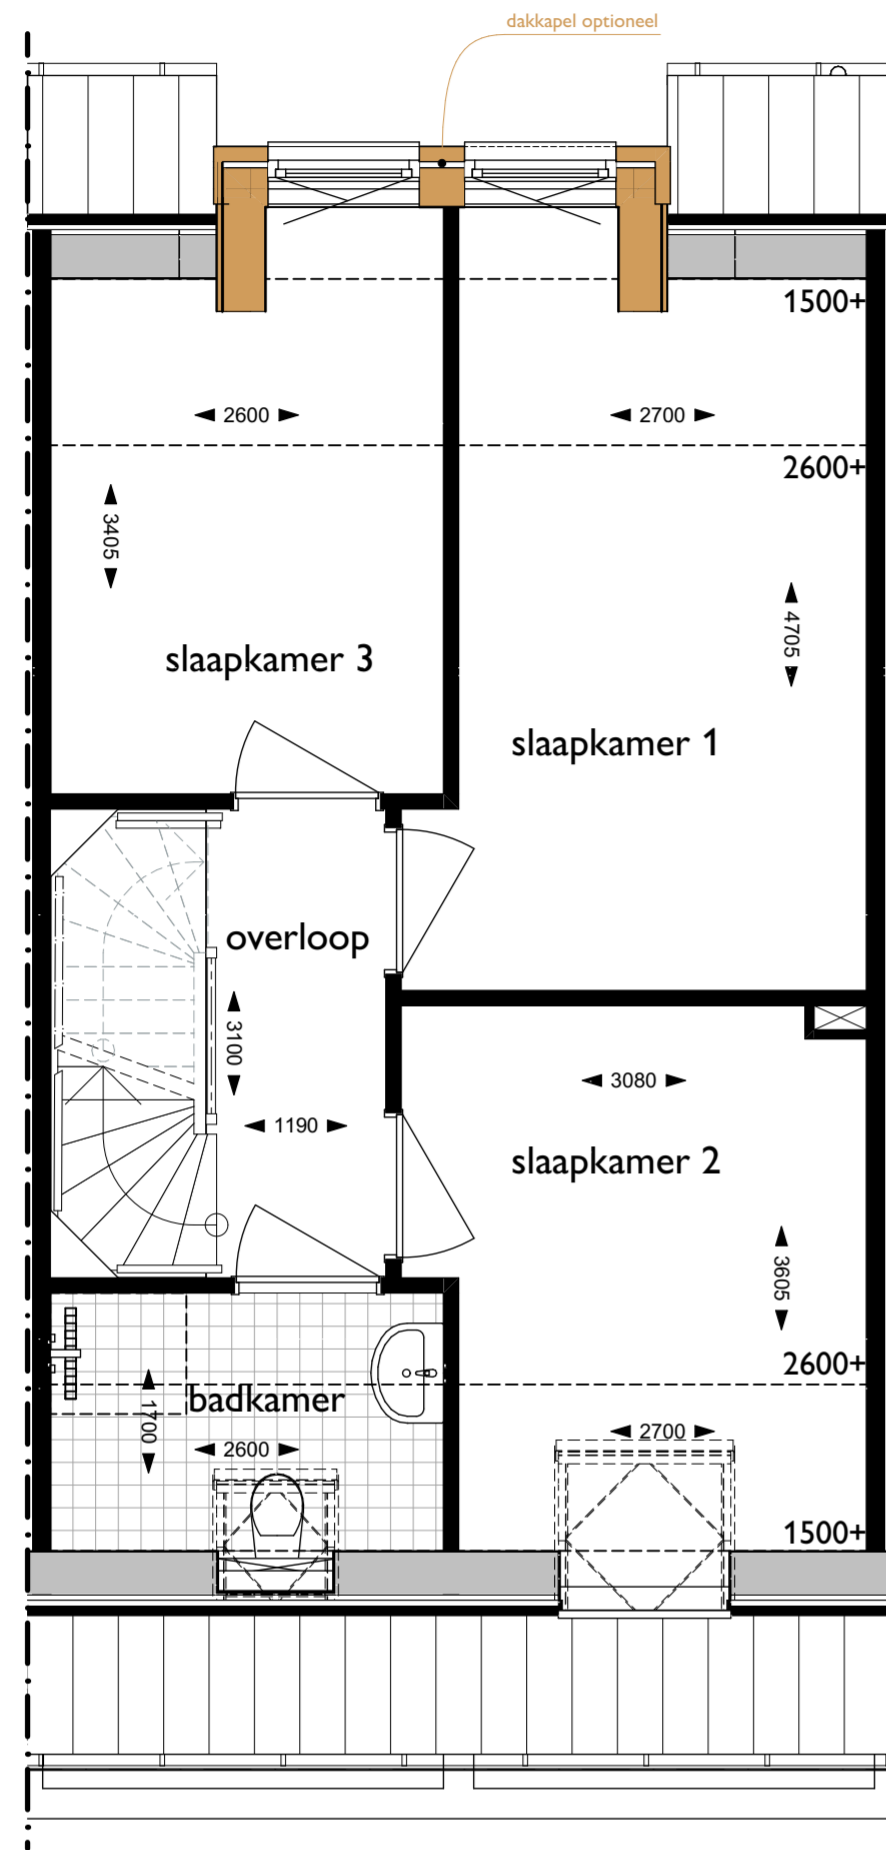 dakkapel optioneel
1500+
2600
2700
2600+
3405
4705
slaapkamer 3
slaapkamer 1
overloop
3100
3080
1190
slaapkamer 2
3605
2600+
badkamer
1700
2600
2700
1500+